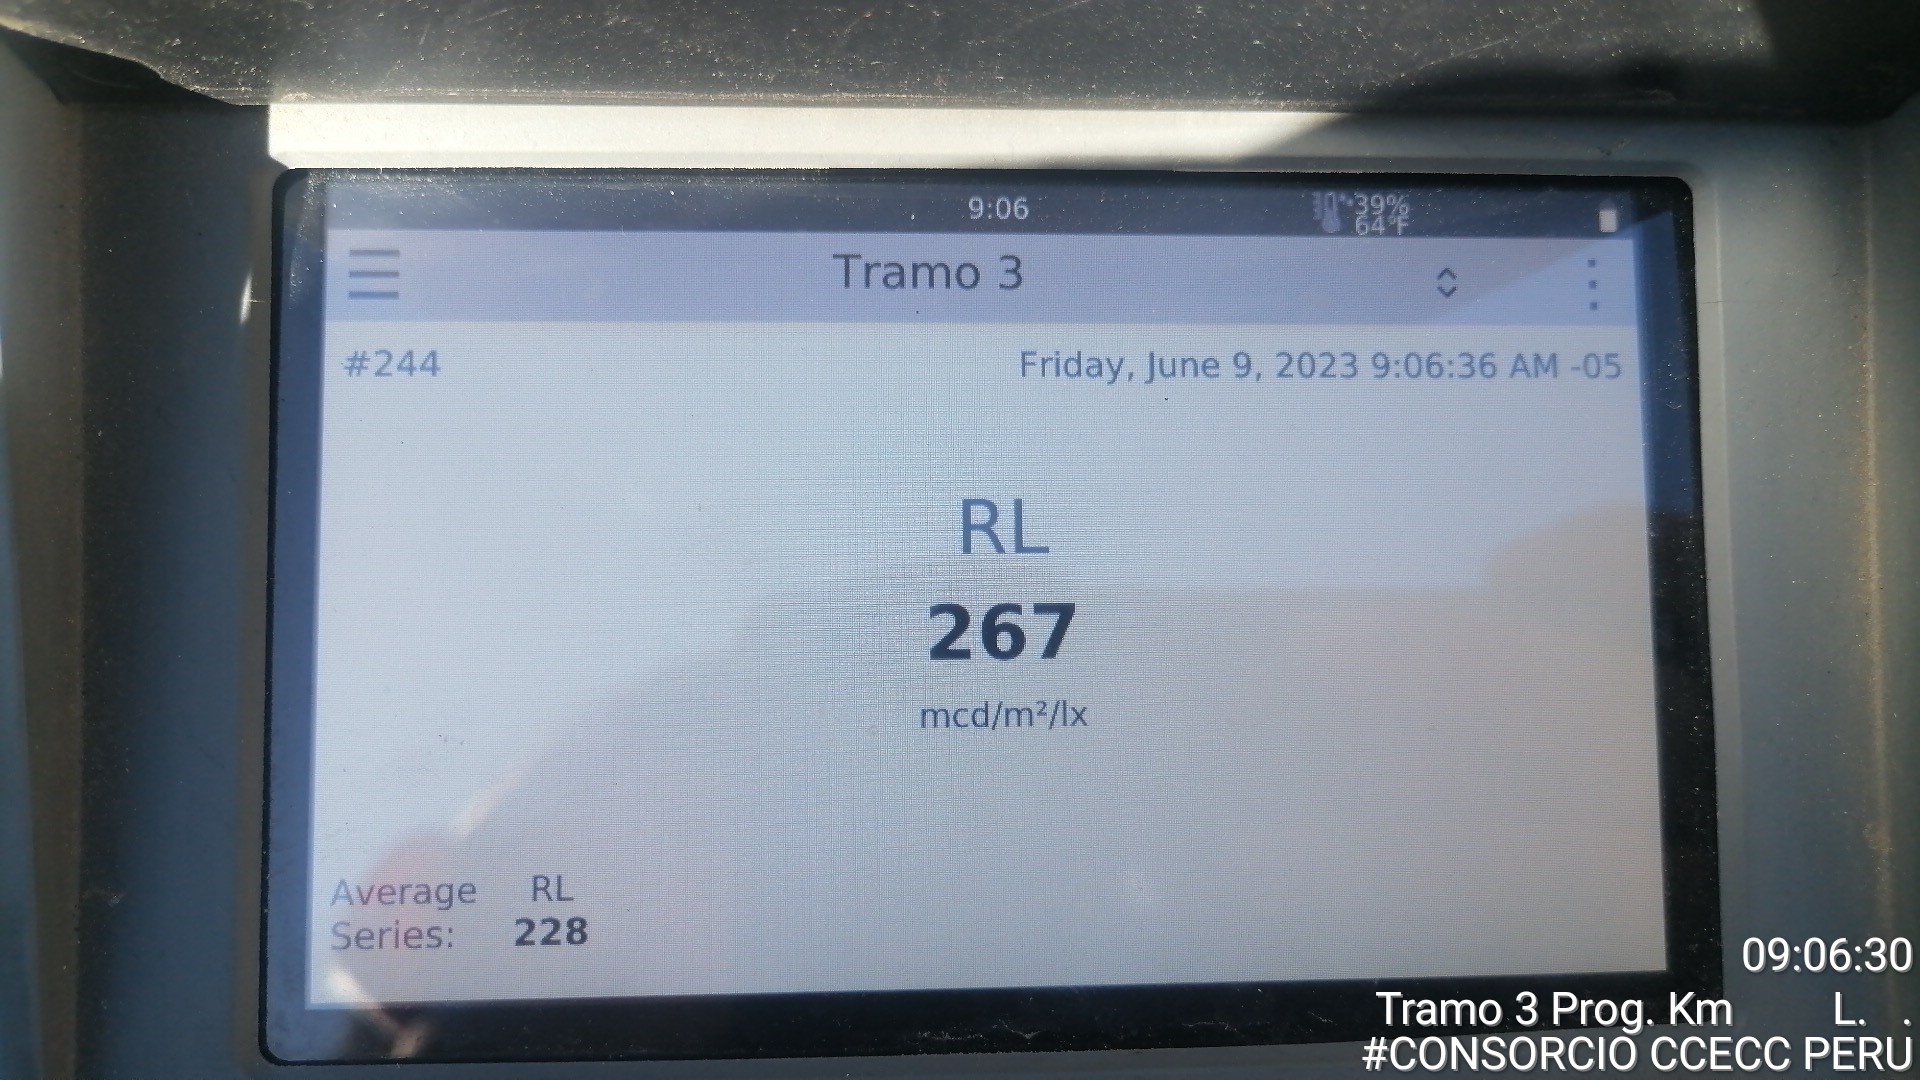 9:06
39%
64°F
Tramo 3
#244
Friday, June 9, 2023 9:06:36 AM -05
RL
267
mcd/m²/lx
Average RL
Series: 228
09:06:30
Tramo 3 Prog. Km L. .
#CONSORCIO CCECC PERU